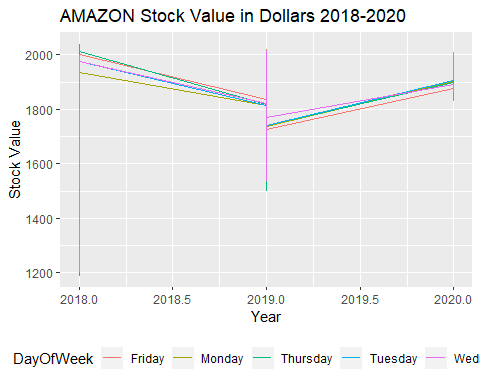 AMAZON Stock Value in Dollars 2018-2020
2000
1800
1600
1400
1200
Stock Value
2018.0 2018.5 2019.0 2019.5 2020.0
Year
DayOfWeek Friday Monday Thursday Tuesday Wed